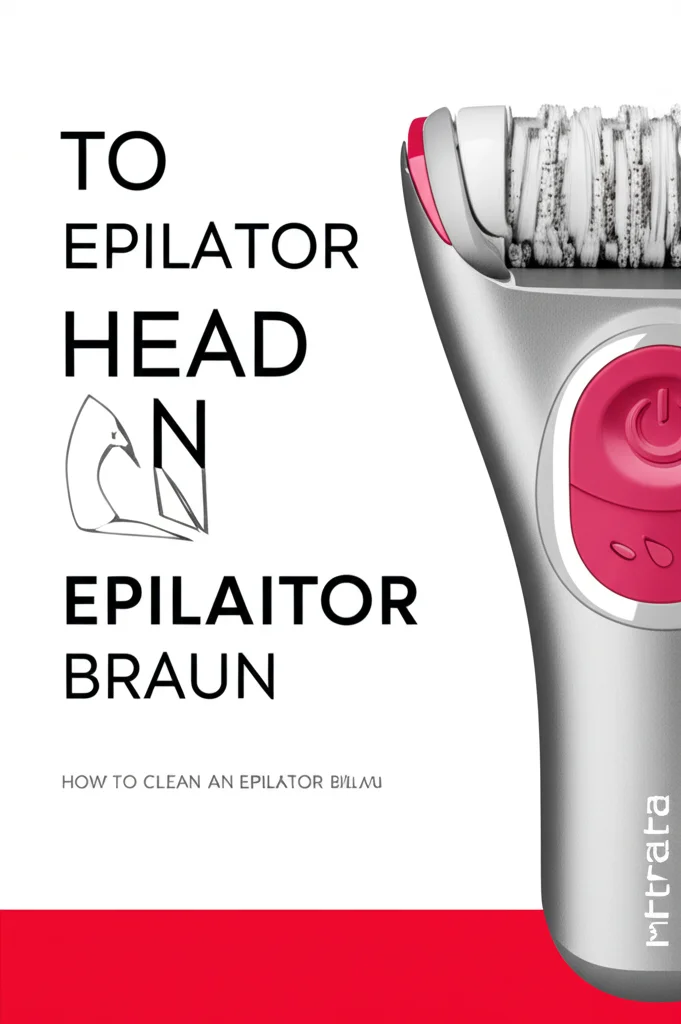 TO
EPILATOR
HEAD
N
EPILAITOR
BRAUN
HOW TO CLEAN AN EPILATOR